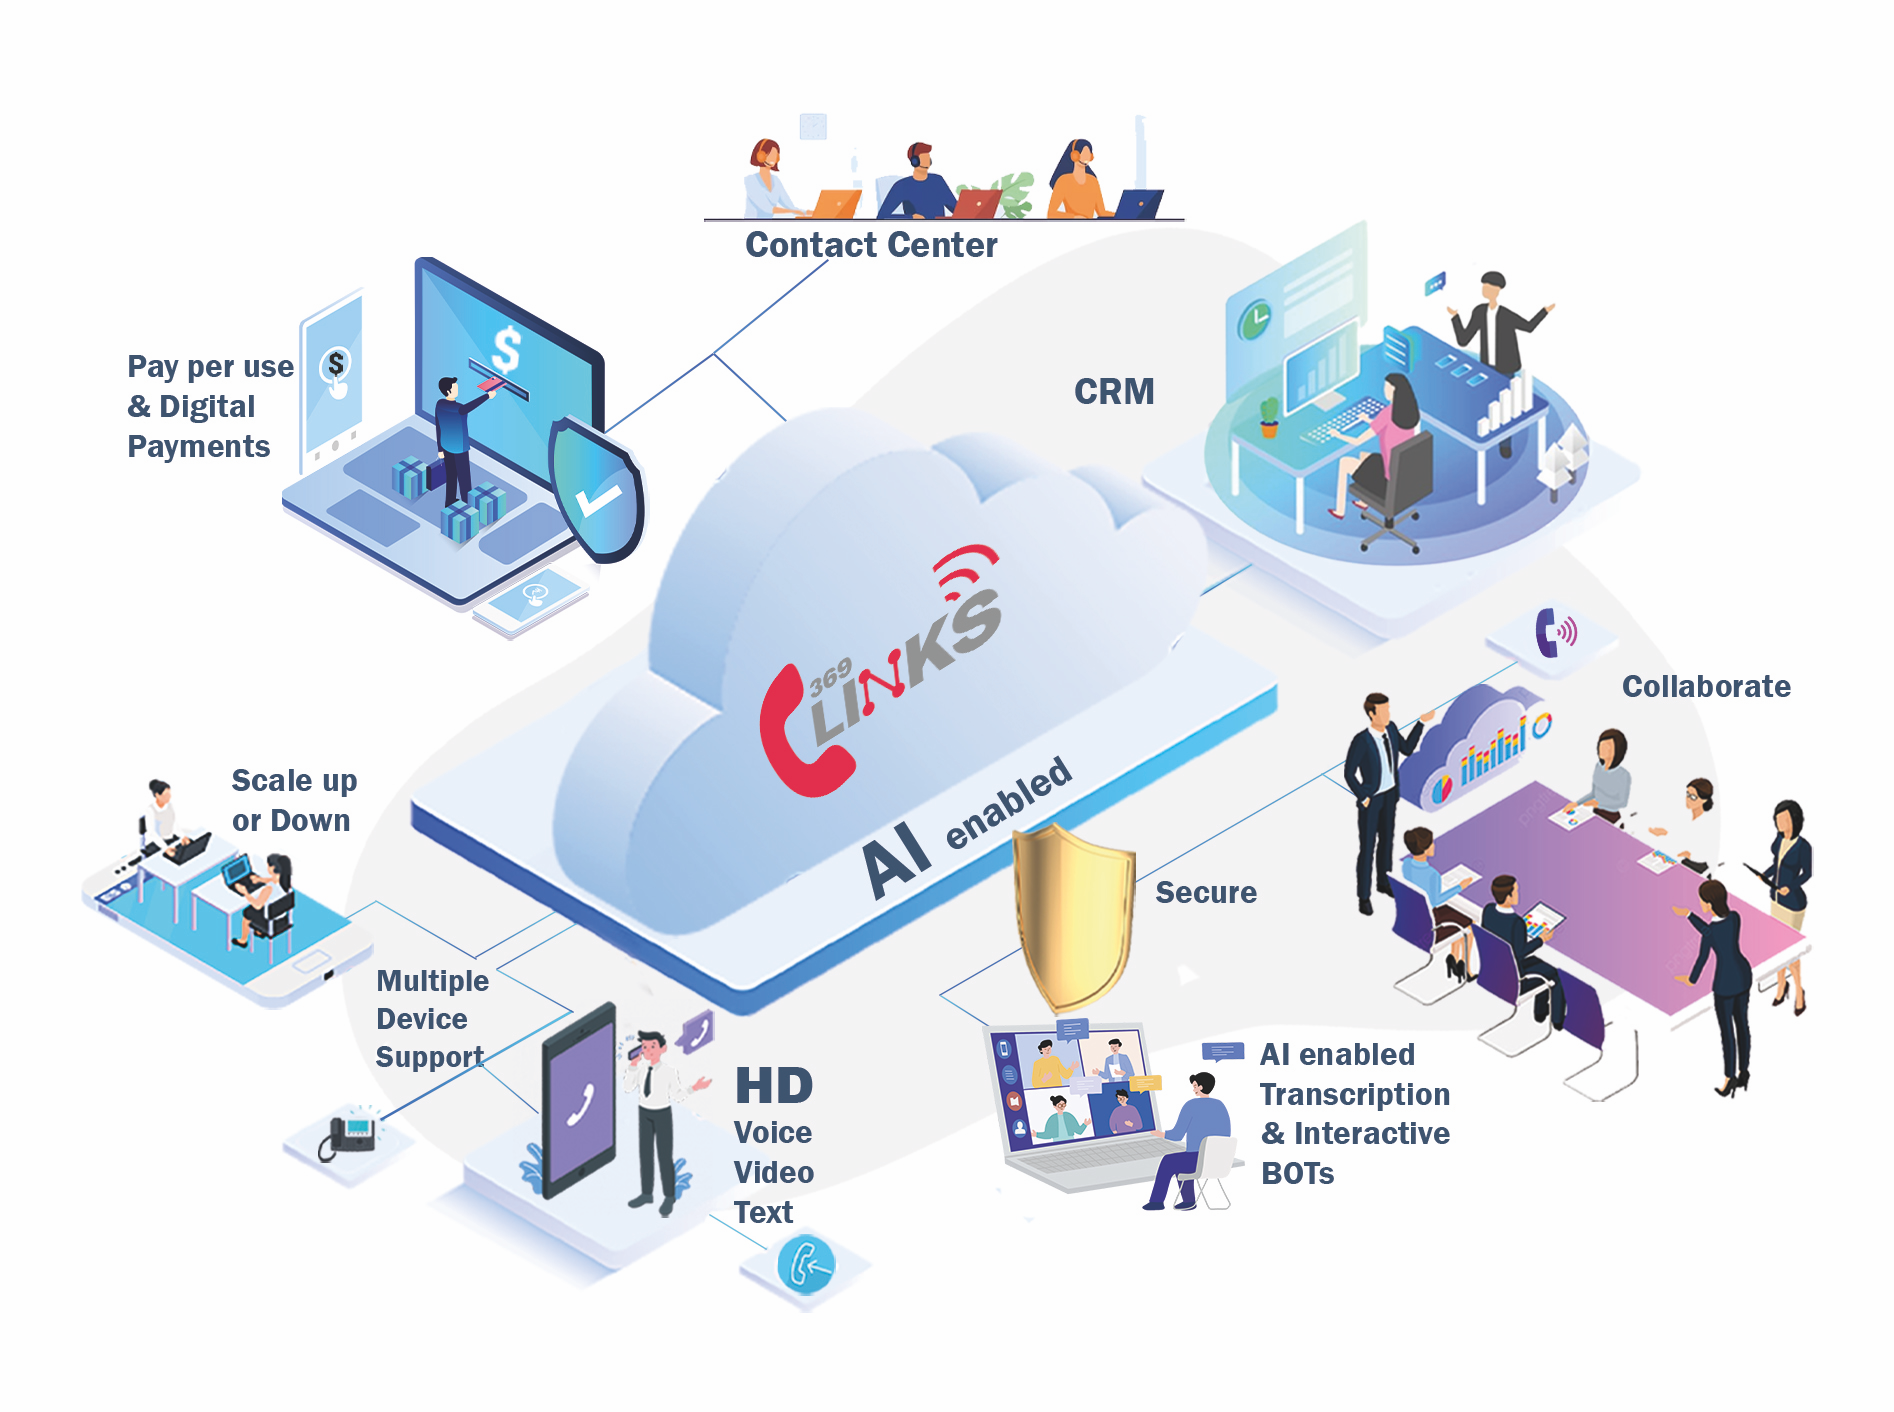 Contact Center
Pay per use
& Digital
Payments
$
$
CRM
369
LINKS
AI enabled
Collaborate
Scale up
or Down
Secure
Multiple
Device
Support
HD
Voice
Video
Text
AI enabled
Transcription
& Interactive
BOTs